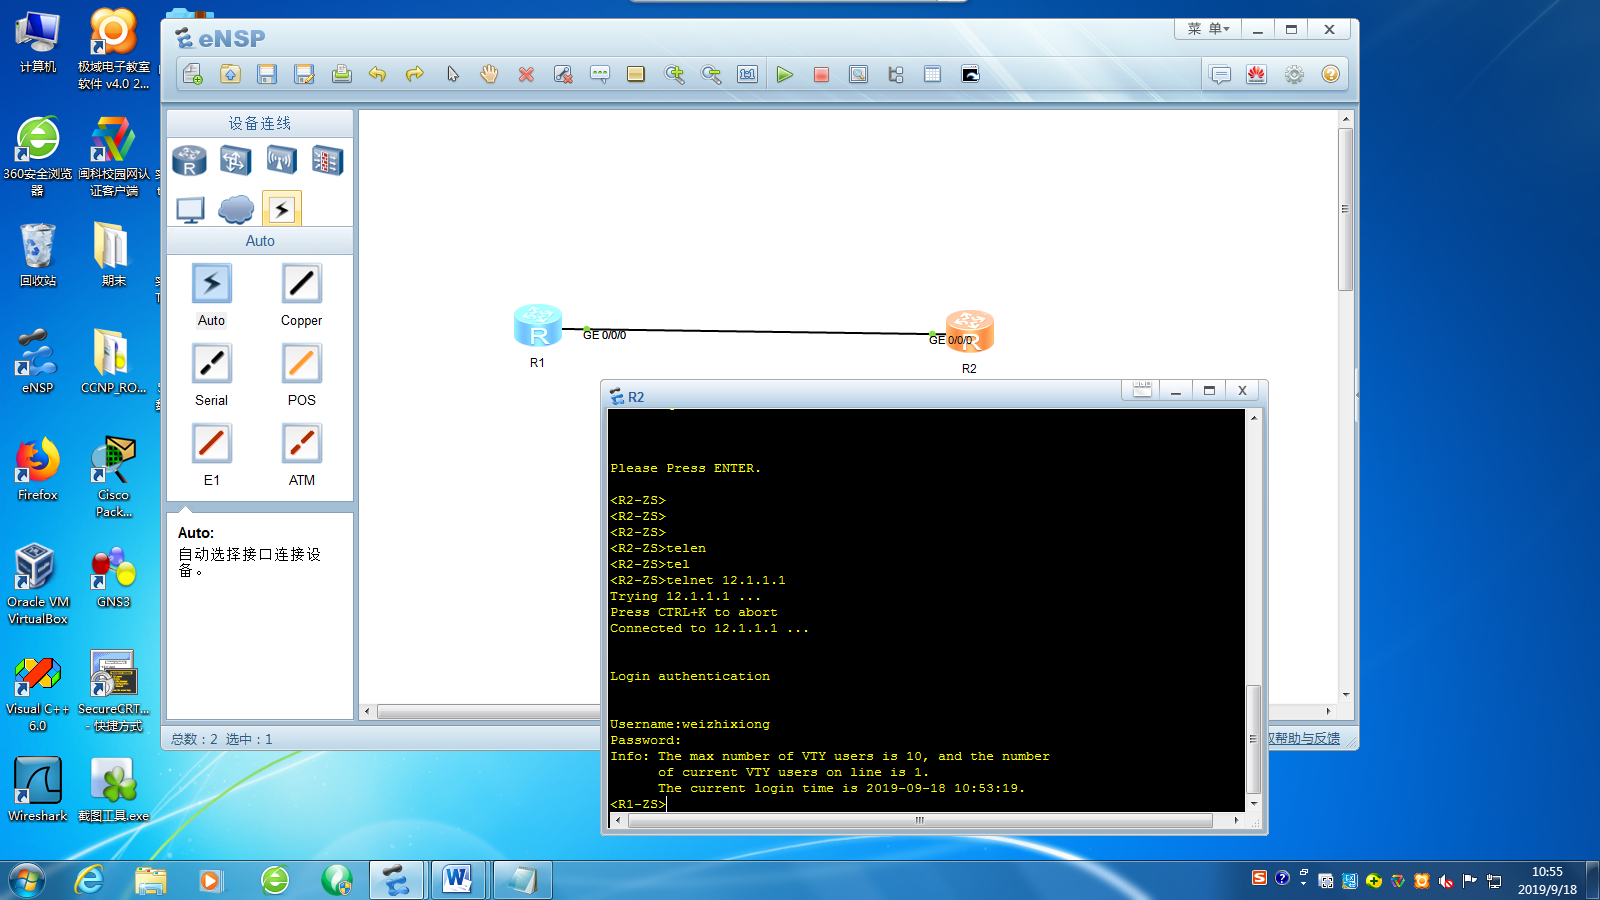 计算机
极域电子教室
软件 v4.0 2...
360安全浏览
器
闽科校园网认
证客户端
回收站
期末
eNSP
CCNP_RO...
Firefox
Cisco
Pack...
Oracle VM
VirtualBox
GNS3
Visual C++
6.0
SecureCRT...
- 快捷方式
Wireshark
截图工具.exe
eNSP
菜 单
设备连线
Auto
Auto
Copper
Serial
POS
E1
ATM
Auto:
自动选择接口连接设
备。
R
GE 0/0/0
R1
R
GE 0/0/0
R2
总数：2 选中：1
取帮助与反馈
R2
Please Press ENTER.
<R2-ZS>
<R2-ZS>
<R2-ZS>
<R2-ZS>telen
<R2-ZS>tel
<R2-ZS>telnet 12.1.1.1
Trying 12.1.1.1 ...
Press CTRL+K to abort
Connected to 12.1.1.1 ...
Login authentication
Username:weizhixiong
Password:
Info: The max number of VTY users is 10, and the number
of current VTY users on line is 1.
The current login time is 2019-09-18 10:53:19.
<R1-ZS>
10:55
2019/9/18